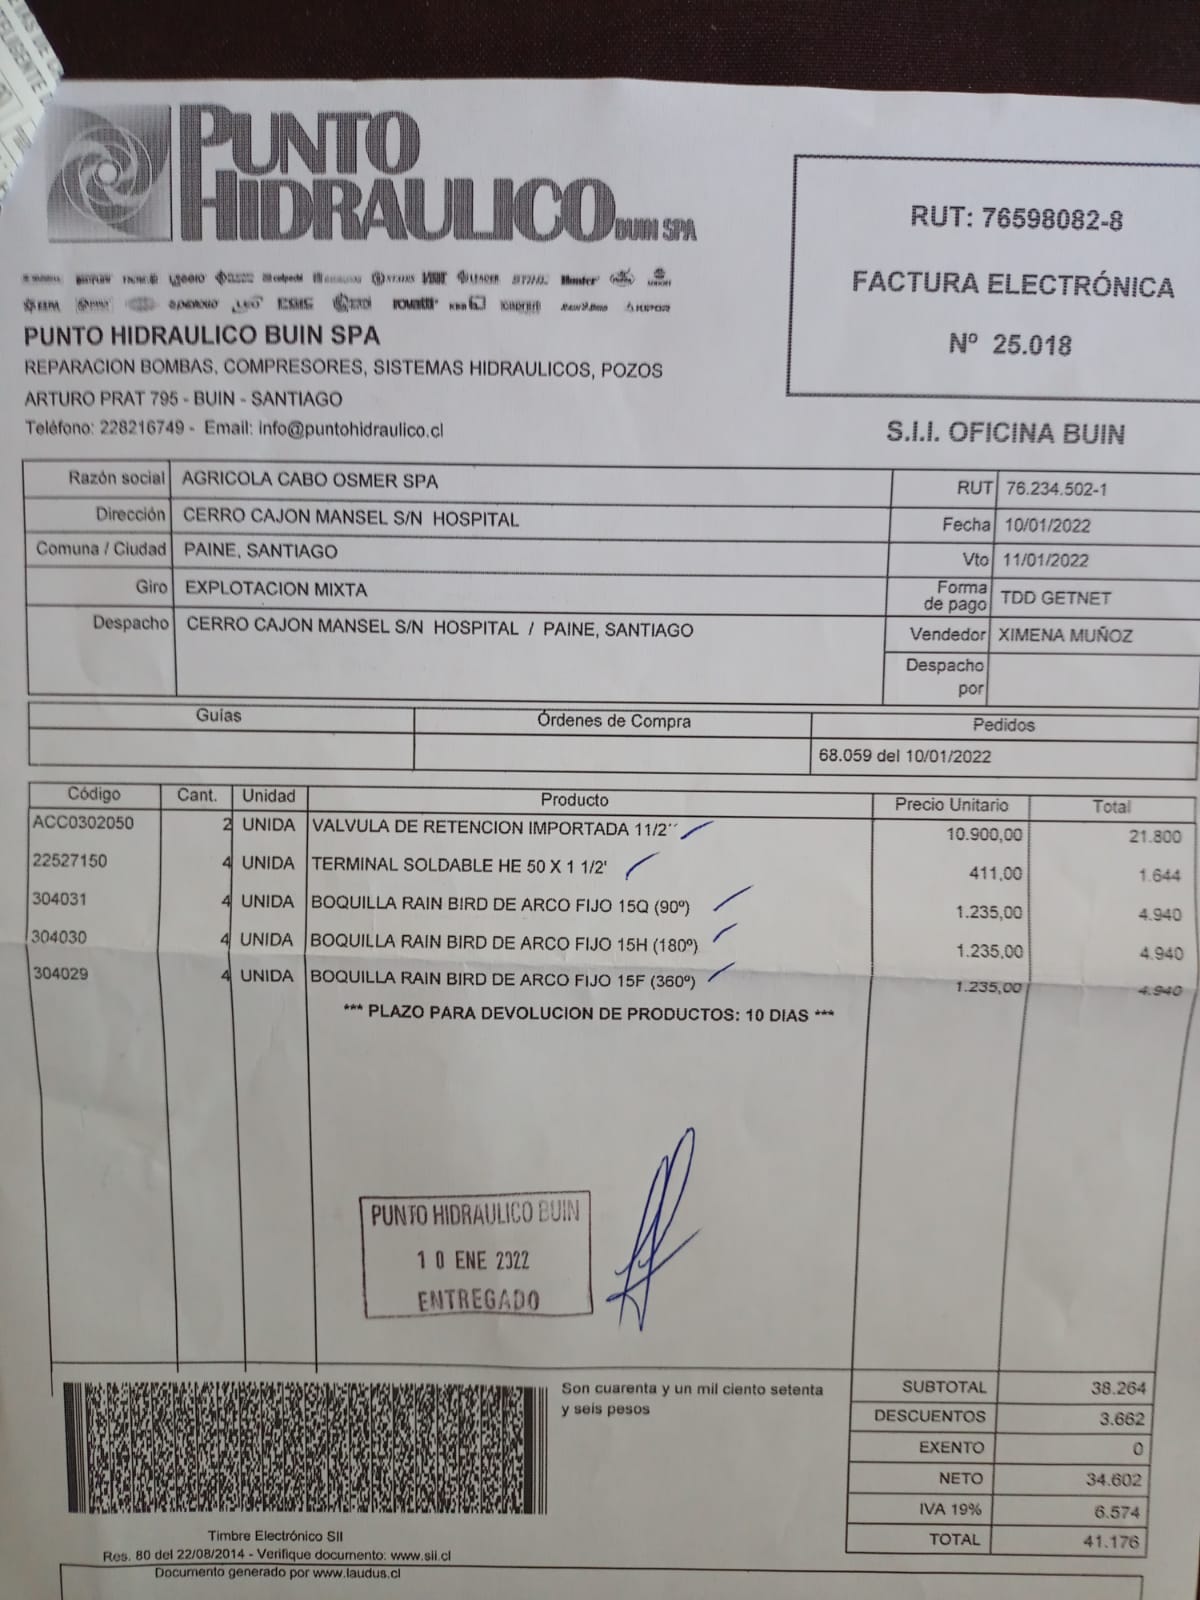 PUNTO
HIDRAULICO BUIN SPA
PUNTO HIDRAULICO BUIN SPA
REPARACION BOMBAS, COMPRESORES, SISTEMAS HIDRAULICOS, POZOS
ARTURO PRAT 795 - BUIN - SANTIAGO
Teléfono: 228216749 - Email: info@puntohidraulico.cl
RUT: 76598082-8
FACTURA ELECTRÓNICA
Nº 25.018
S.I.I. OFICINA BUIN
Razón social AGRICOLA CABO OSMER SPA
Dirección CERRO CAJON MANSEL S/N HOSPITAL
Comuna / Ciudad PAINE, SANTIAGO
Giro EXPLOTACION MIXTA
Despacho CERRO CAJON MANSEL S/N HOSPITAL / PAINE, SANTIAGO
RUT 76.234.502-1
Fecha 10/01/2022
Vto 11/01/2022
Forma de pago TDD GETNET
Vendedor XIMENA MUÑOZ
Despacho por
Guías Órdenes de Compra Pedidos
68.059 del 10/01/2022
Código Cant. Unidad Producto Precio Unitario Total
ACC0302050 2 UNIDA VALVULA DE RETENCION IMPORTADA 11/2´´ 10.900,00 21.800
22527150 4 UNIDA TERMINAL SOLDABLE HE 50 X 1 1/2' 411,00 1.644
304031 4 UNIDA BOQUILLA RAIN BIRD DE ARCO FIJO 15Q (90º) 1.235,00 4.940
304030 4 UNIDA BOQUILLA RAIN BIRD DE ARCO FIJO 15H (180º) 1.235,00 4.940
304029 4 UNIDA BOQUILLA RAIN BIRD DE ARCO FIJO 15F (360º) 1.235,00 4.940
*** PLAZO PARA DEVOLUCION DE PRODUCTOS: 10 DIAS ***
PUNTO HIDRAULICO BUIN
10 ENE 2022
ENTREGADO
Son cuarenta y un mil ciento setenta
y seis pesos
SUBTOTAL 38.264
DESCUENTOS 3.662
EXENTO 0
NETO 34.602
IVA 19% 6.574
TOTAL 41.176
Timbre Electrónico SII
Res. 80 del 22/08/2014 - Verifique documento: www.sii.cl
Documento generado por www.laudus.cl